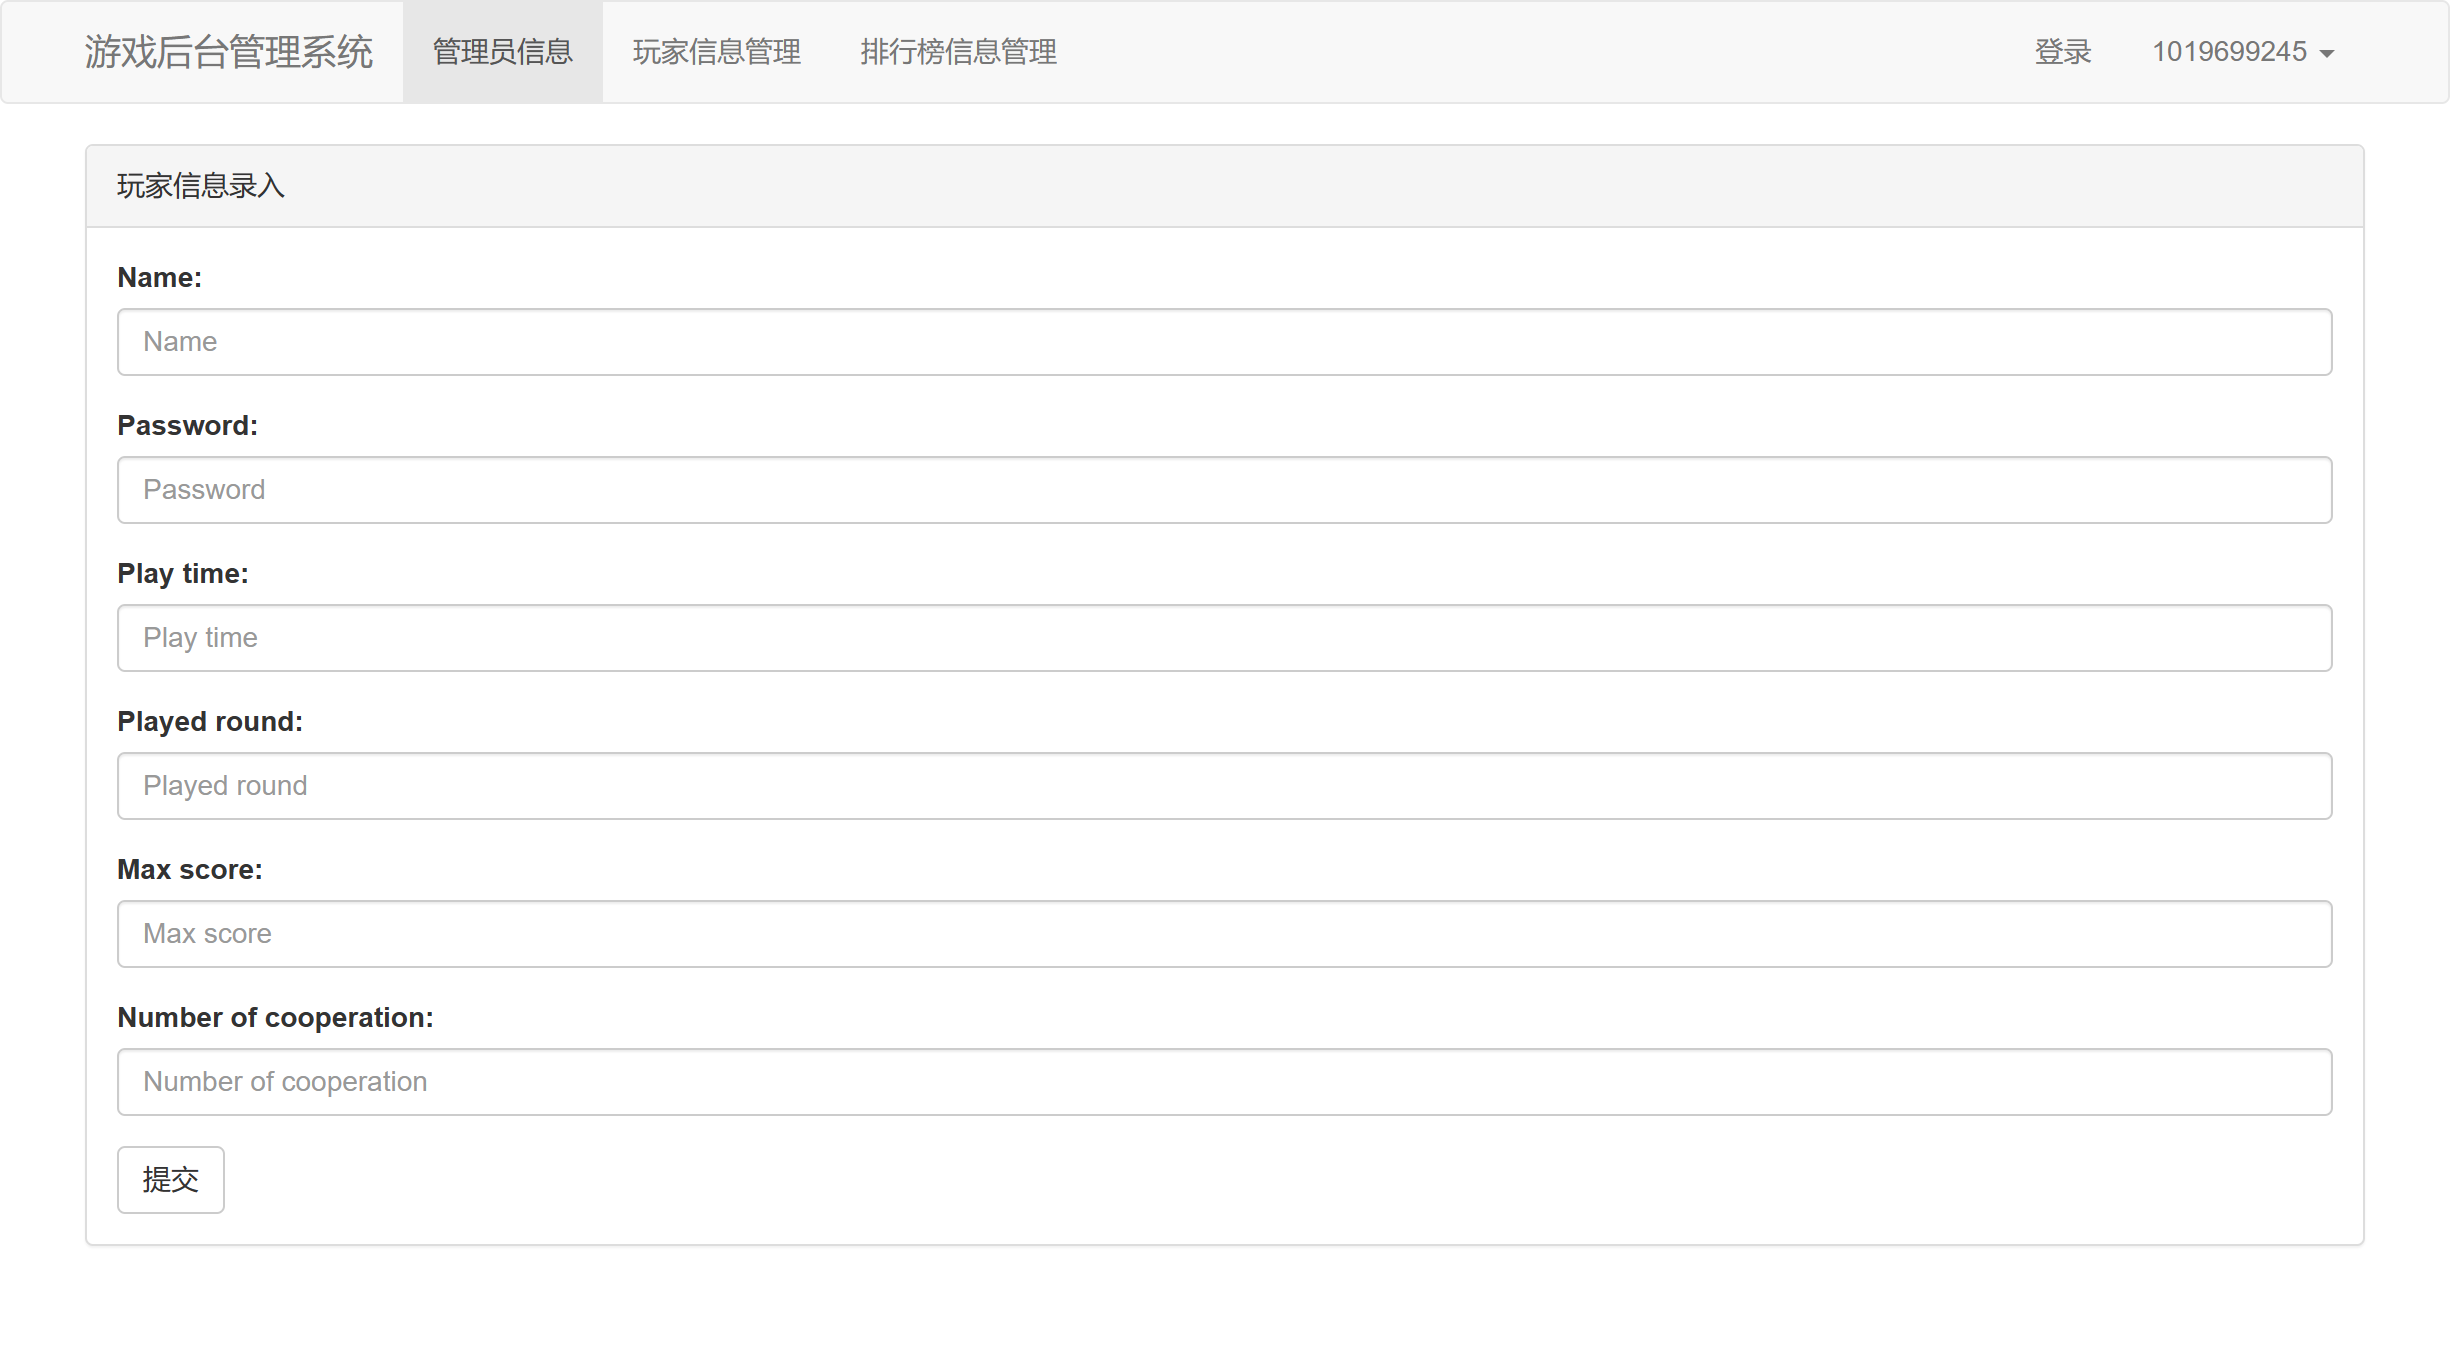 游戏后台管理系统 管理员信息 玩家信息管理 排行榜信息管理 登录 1019699245
玩家信息录入
Name:
Name
Password:
Password
Play time:
Play time
Played round:
Played round
Max score:
Max score
Number of cooperation:
Number of cooperation
提交